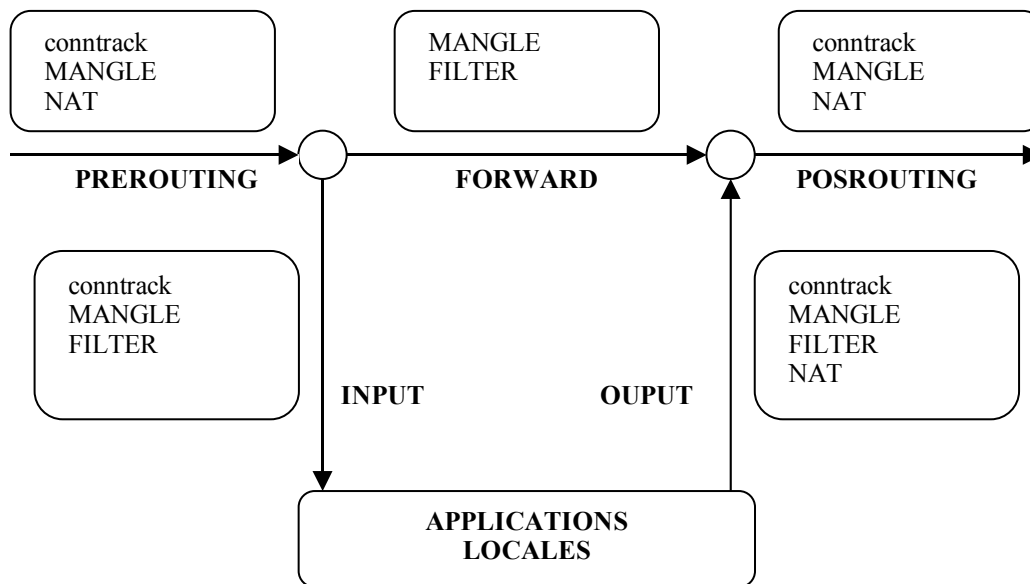 conntrack
MANGLE
NAT
MANGLE
FILTER
conntrack
MANGLE
NAT
PREROUTING
FORWARD
POSROUTING
conntrack
MANGLE
FILTER
conntrack
MANGLE
FILTER
NAT
INPUT
OUPUT
APPLICATIONS
LOCALES